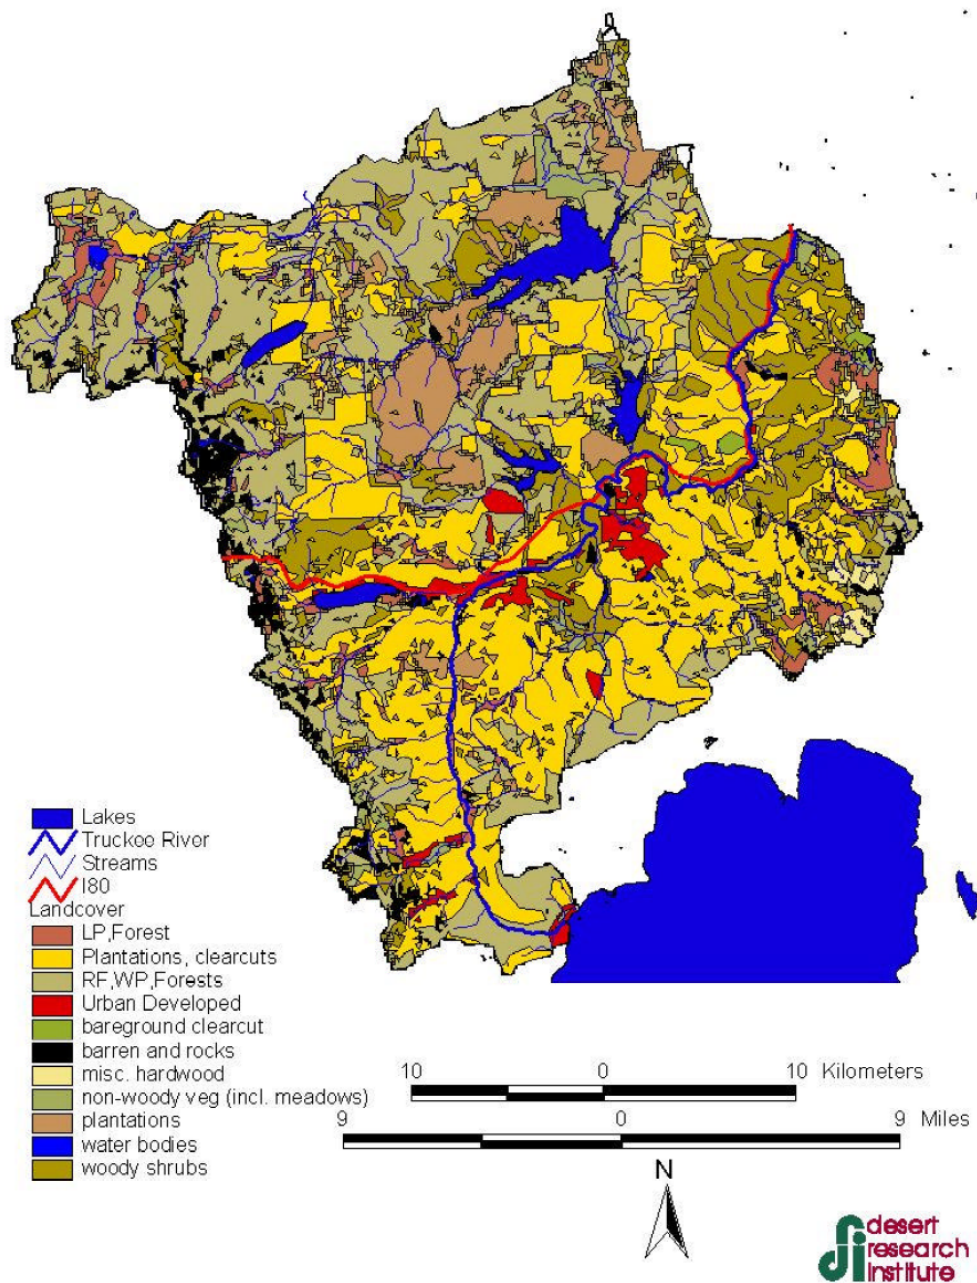 Lakes
Truckoo River
Streams
I80
Landcover
LP,Forest
Plantations, clearcuts
RF,WP,Forests
Urban Developed
bareground clearcut
barren and rocks
misc. hardwood
non-woody veg (incl. meadows)
plantations
water bodies
woody shrubs
10 0 10 Kilometers
9 0 9 Miles
N
desert
research
institute